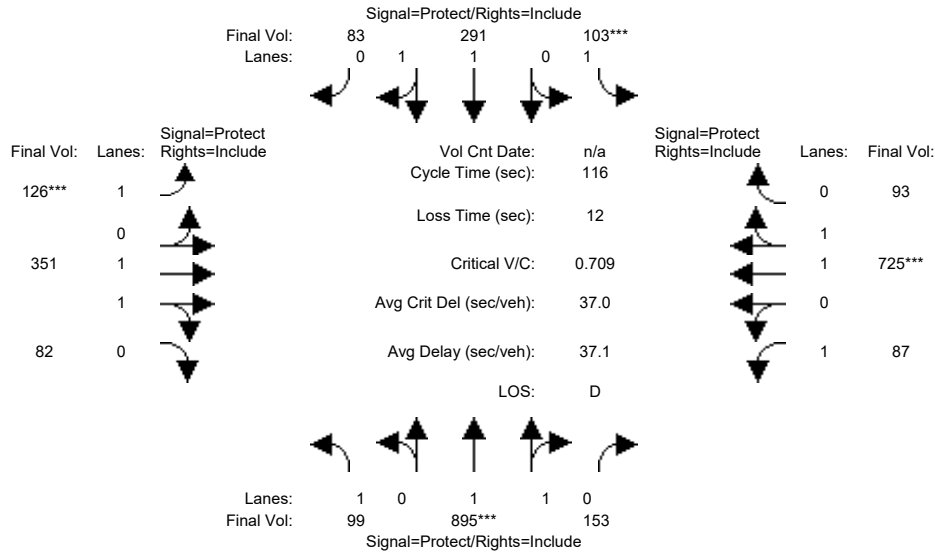 Signal=Protect/Rights=Include
Final Vol: 83 291 103***
Lanes: 0 1 1 0 1
Signal=Protect
Final Vol: Lanes: Rights=Include
Vol Cnt Date: n/a
Signal=Protect
Rights=Include Lanes: Final Vol:
Cycle Time (sec): 116
126*** 1
0 93
Loss Time (sec): 12
0
1
351 1
Critical V/C: 0.709
1 725***
1
Avg Crit Del (sec/veh): 37.0
0
82 0
Avg Delay (sec/veh): 37.1
1 87
LOS: D
Lanes: 1 0 1 1 0
Final Vol: 99 895*** 153
Signal=Protect/Rights=Include